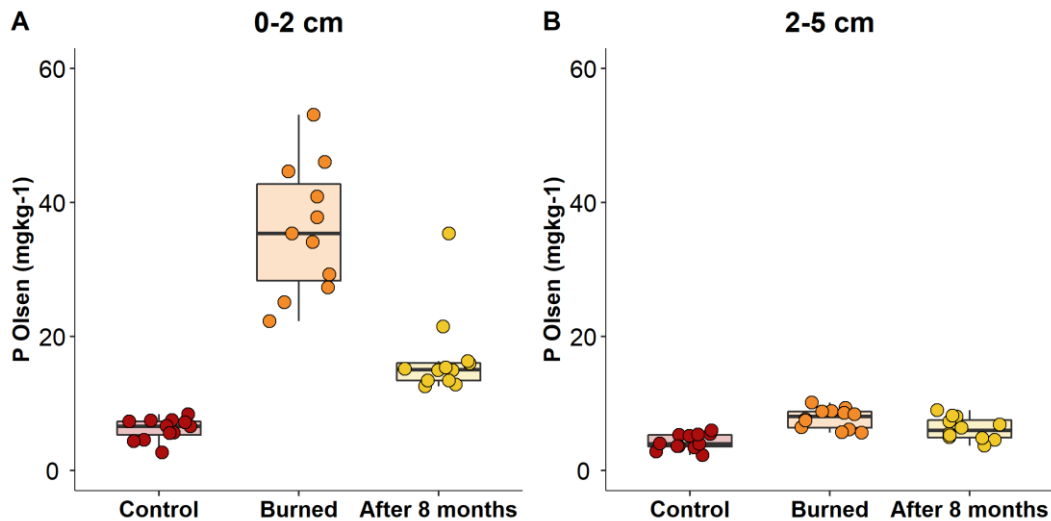 A 0-2 cm
P Olsen (mgkg-1)
60
40
20
0
Control Burned After 8 months
B 2-5 cm
P Olsen (mgkg-1)
60
40
20
0
Control Burned After 8 months